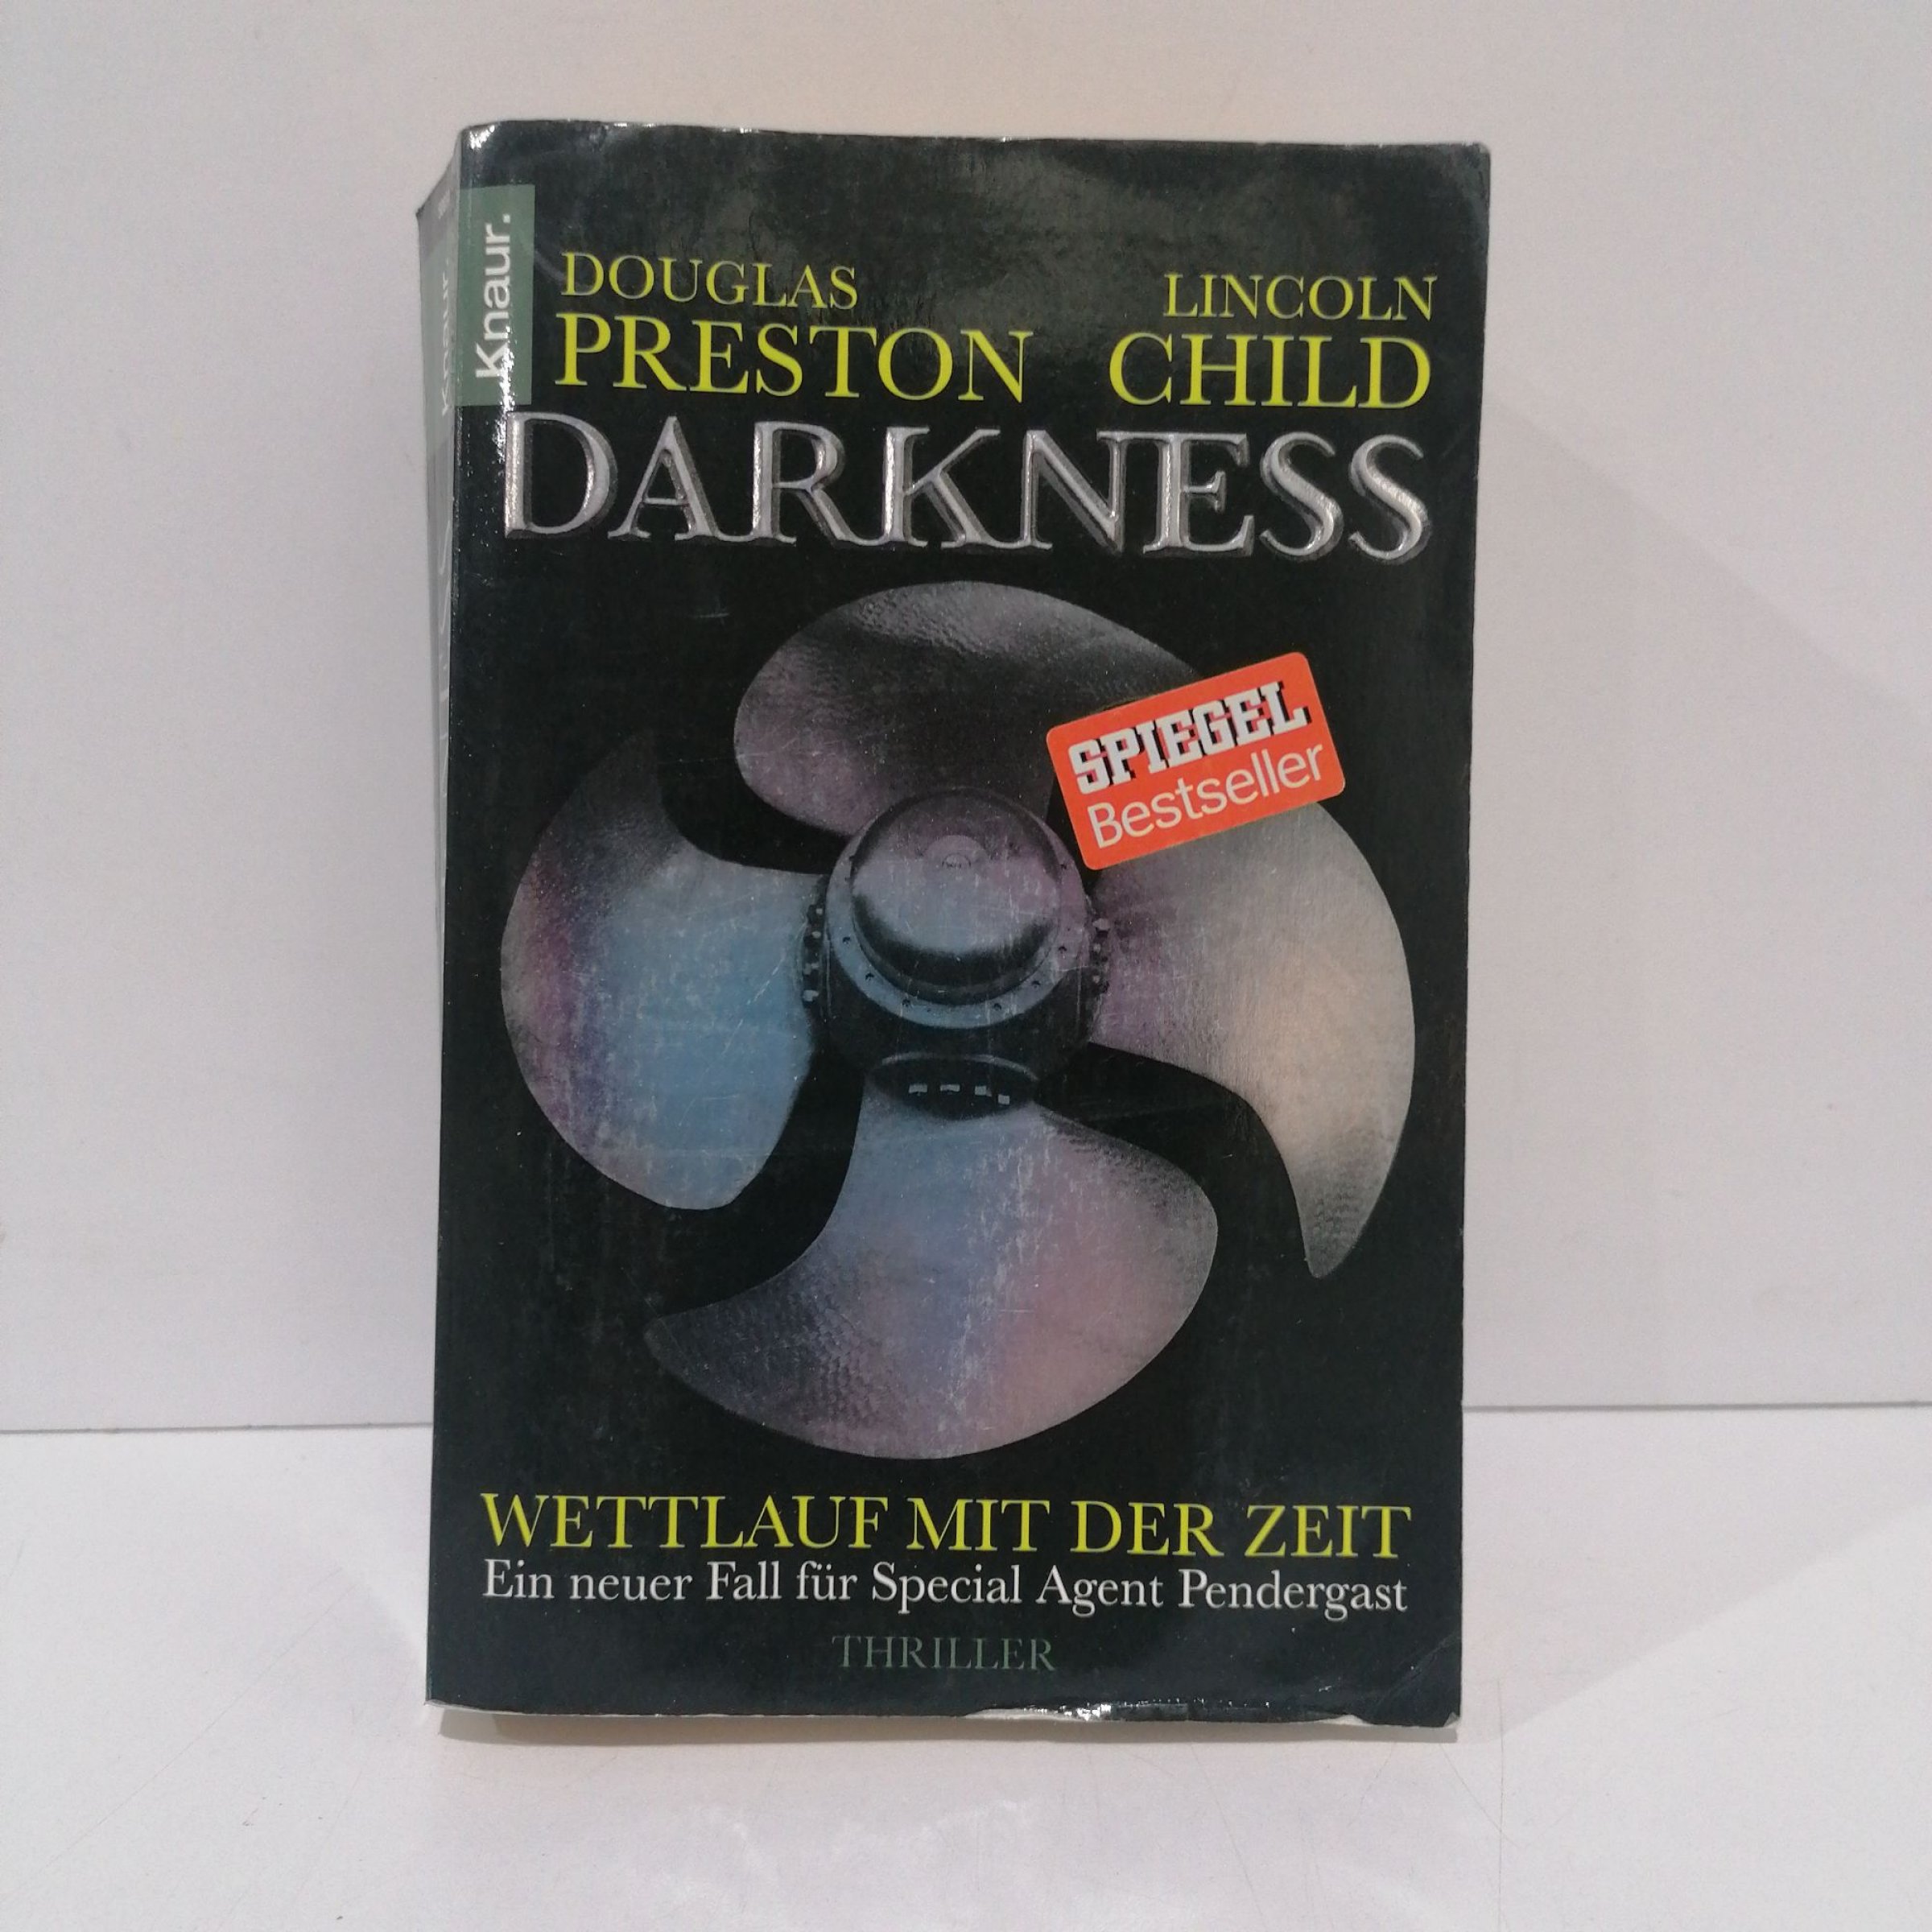 Knaur.
Knaur.
DOUGLAS LINCOLN
PRESTON CHILD
DARKNESS
SPIEGEL
Bestseller
WETTLAUF MIT DER ZEIT
Ein neuer Fall für Special Agent Pendergast
THRILLER